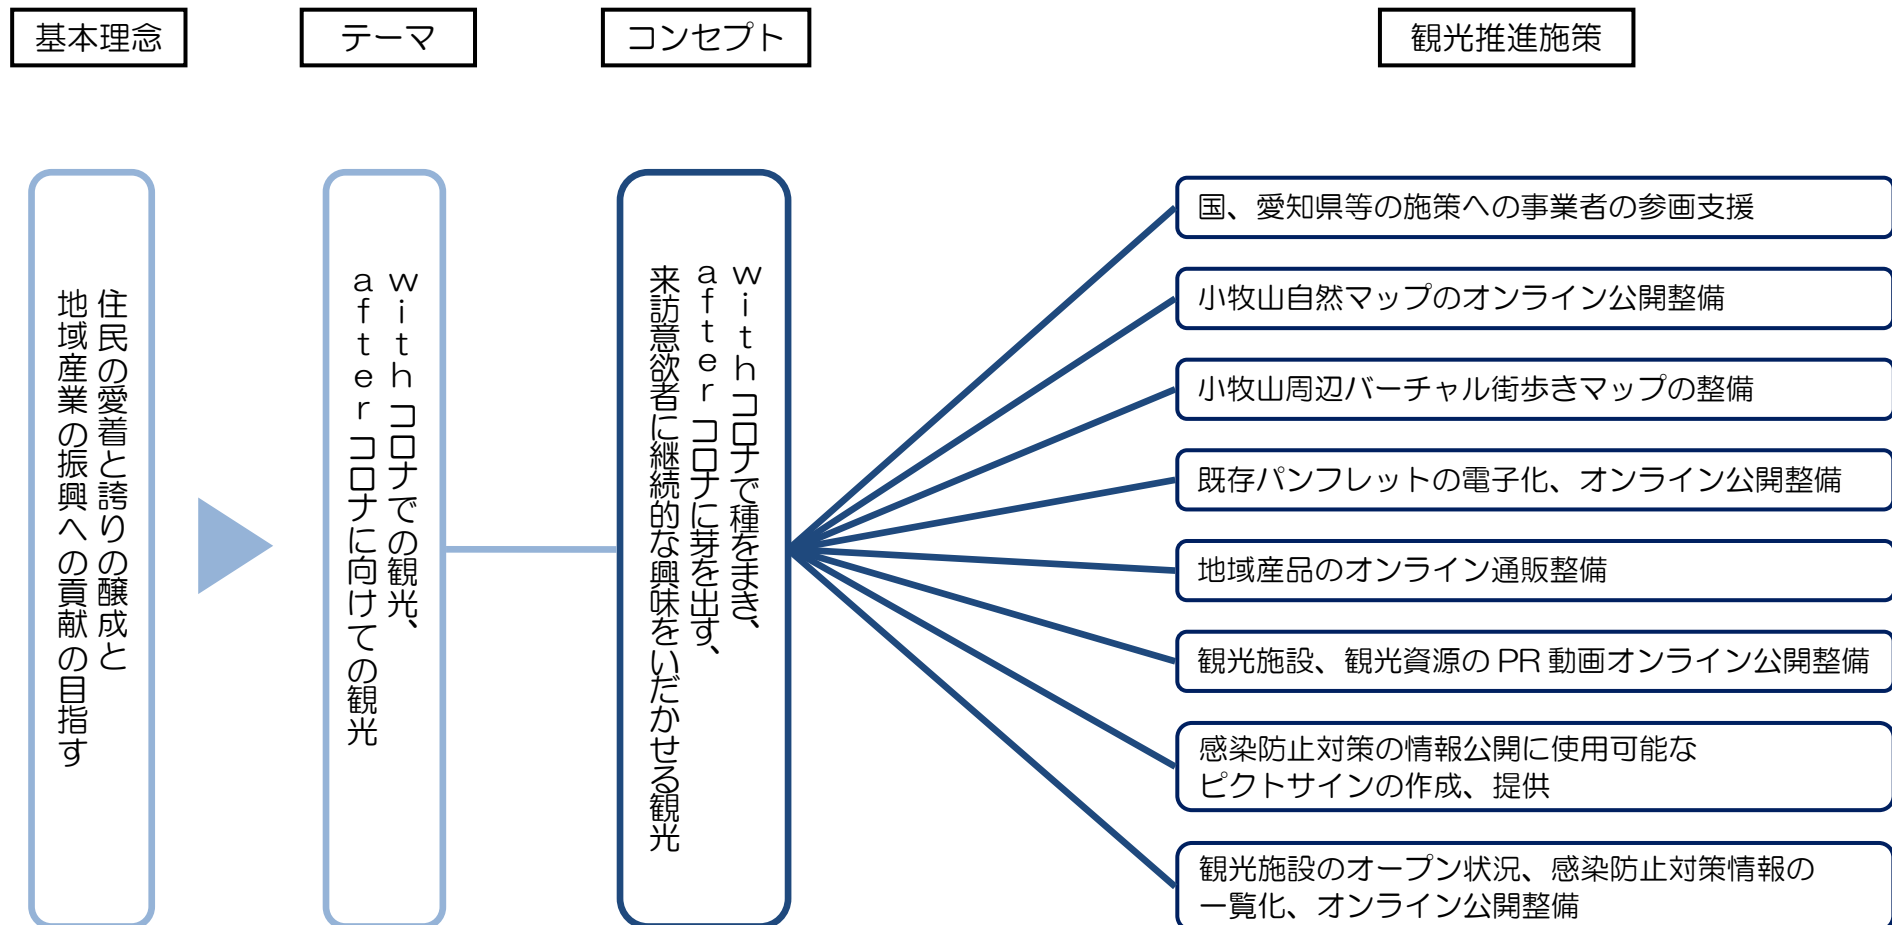 基本理念
テーマ
コンセプト
観光推進施策
住民の愛着と誇りの醸成と
地域産業の振興への貢献の目指す
withコロナでの観光、
afterコロナに向けての観光
withコロナで種をまき、
afterコロナに芽を出す、
来訪意欲者に継続的な興味をいだかせる観光
国、愛知県等の施策への事業者の参画支援
小牧山自然マップのオンライン公開整備
小牧山周辺バーチャル街歩きマップの整備
既存パンフレットの電子化、オンライン公開整備
地域産品のオンライン通販整備
観光施設、観光資源の PR 動画オンライン公開整備
感染防止対策の情報公開に使用可能な
ピクトサインの作成、提供
観光施設のオープン状況、感染防止対策情報の
一覧化、オンライン公開整備